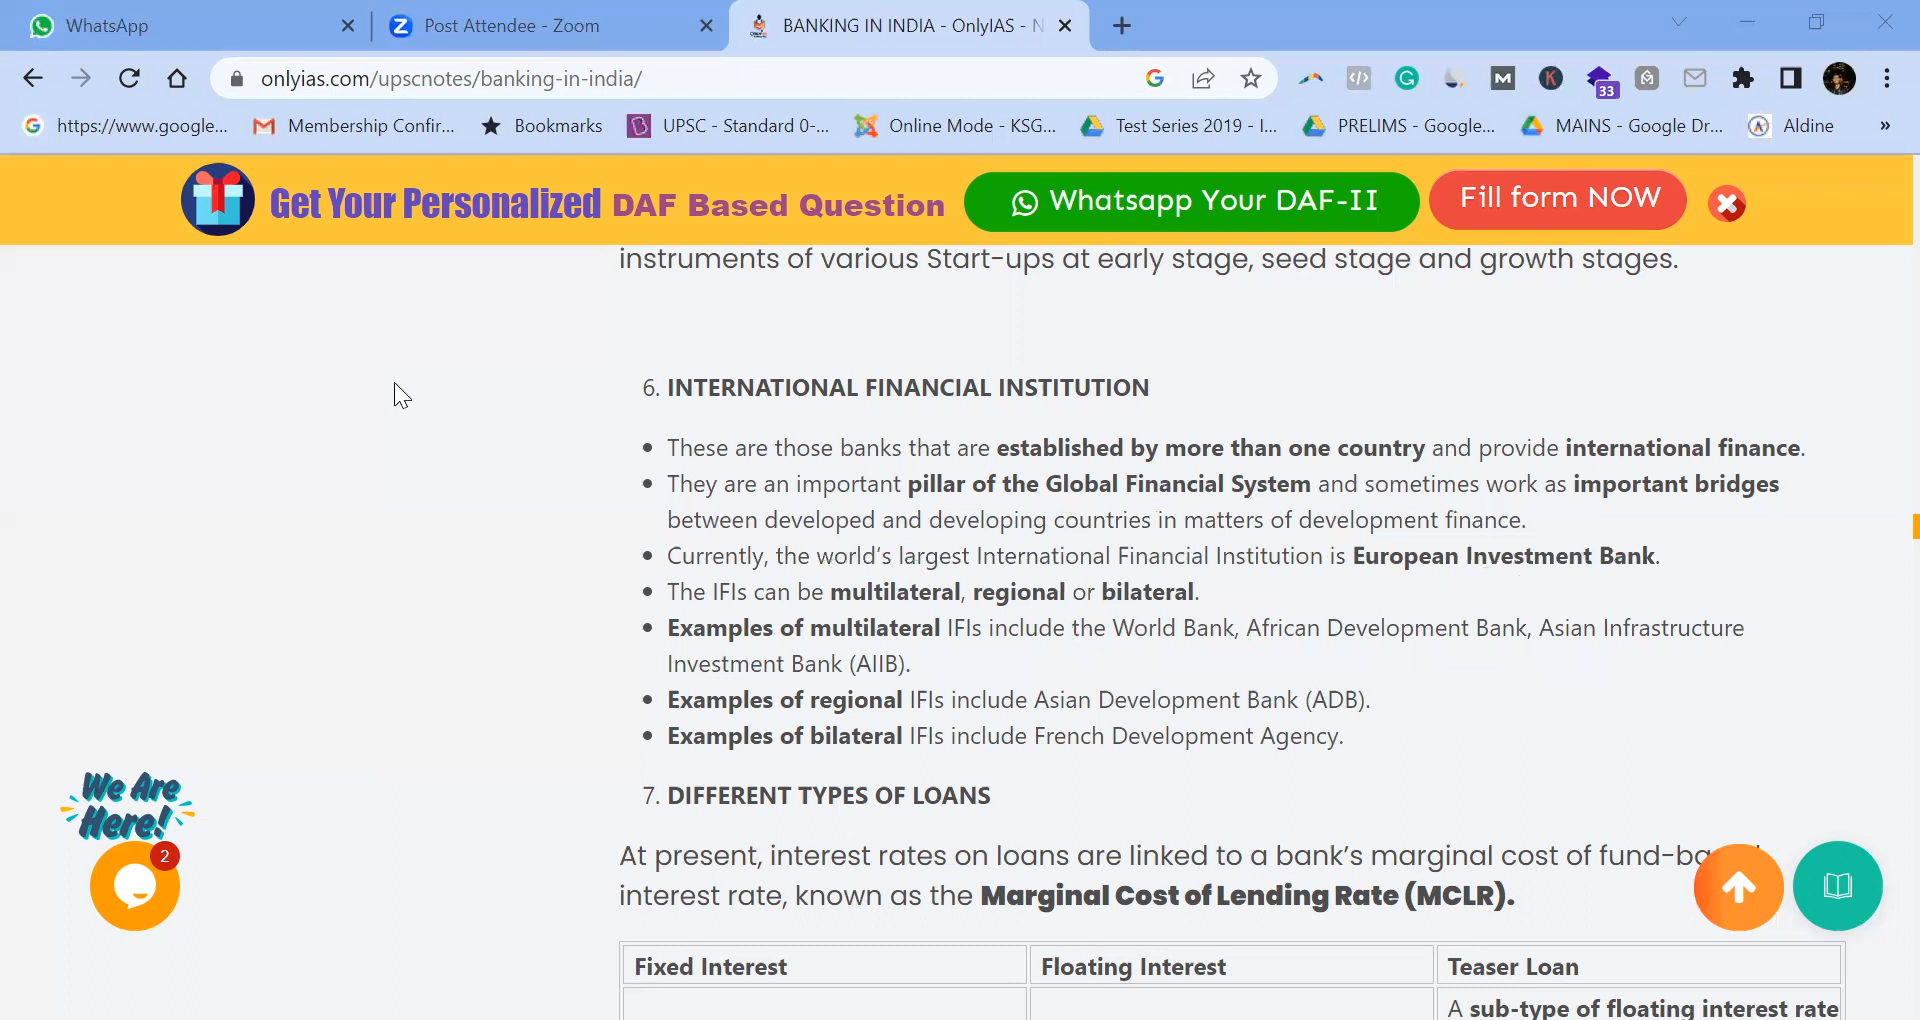 WhatsApp
Post Attendee - Zoom
BANKING IN INDIA - OnlyIAS - N
onlyias.com/upscnotes/banking-in-india/
33
https://www.google...
Membership Confir...
Bookmarks
UPSC - Standard 0-...
Online Mode - KSG...
Test Series 2019 - I...
PRELIMS - Google...
MAINS - Google Dr...
Aldine
»
Get Your Personalized DAF Based Question
Whatsapp Your DAF-II
Fill form NOW
instruments of various Start-ups at early stage, seed stage and growth stages.
6. INTERNATIONAL FINANCIAL INSTITUTION
• These are those banks that are established by more than one country and provide international finance.
• They are an important pillar of the Global Financial System and sometimes work as important bridges
between developed and developing countries in matters of development finance.
• Currently, the world's largest International Financial Institution is European Investment Bank.
• The IFIs can be multilateral, regional or bilateral.
• Examples of multilateral IFIs include the World Bank, African Development Bank, Asian Infrastructure
Investment Bank (AIIB).
• Examples of regional IFIs include Asian Development Bank (ADB).
• Examples of bilateral IFIs include French Development Agency.
We Are
Here!
2
7. DIFFERENT TYPES OF LOANS
At present, interest rates on loans are linked to a bank's marginal cost of
interest rate, known as the Marginal Cost of Lending Rate (MCLR).
Fixed Interest
Floating Interest
Teaser Loan
A sub-type of floating interest rate